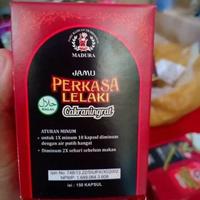 MADURA
JAMU
PERKASA
LELAKI
HALAL
Cakraningrat
ATURAN MINUM
- untuk 1X minum 10 kapsul diminum
dengan air putih hangat
- Diminum 2X sehari sebelum makan
isi : 150 KAPSUL